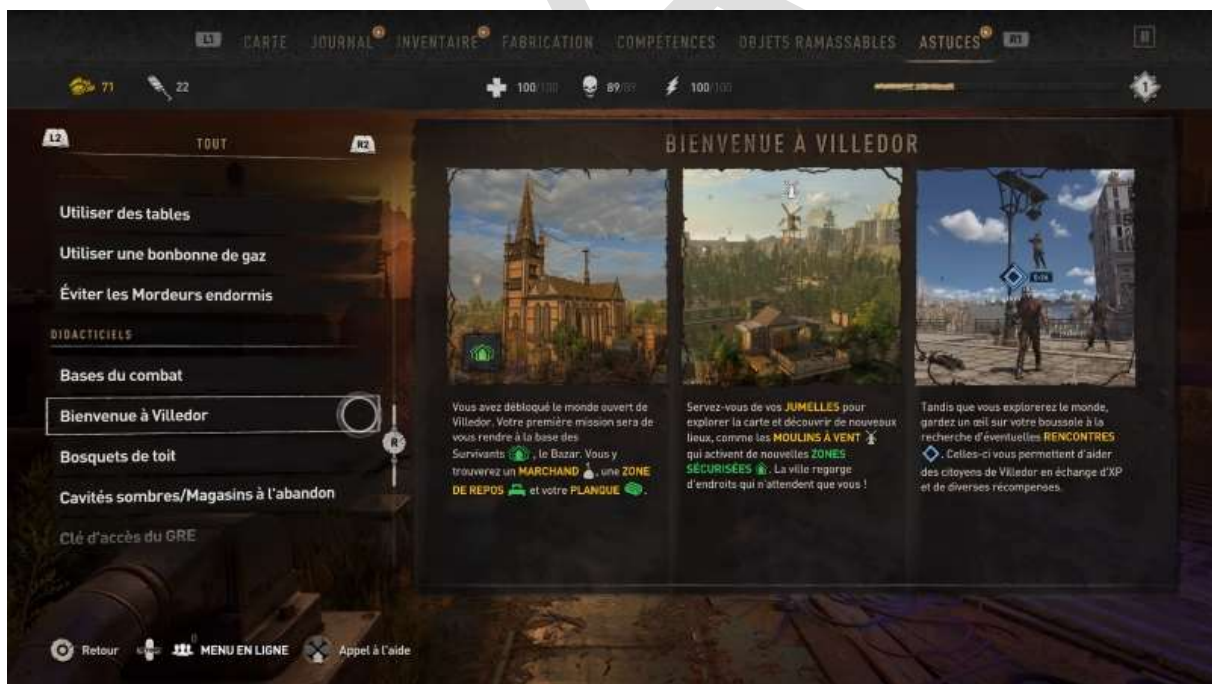 L1 CARTE JOURNAL INVENTAIRE FABRICATION COMPÉTENCES OBJETS RAMASSABLES ASTUCES R1
71 22 100/100 89/89 100/100 1
L2 TOUT R2
Utiliser des tables
Utiliser une bonbonne de gaz
Éviter les Mordeurs endormis
DIDACTICIELS
Bases du combat
Bienvenue à Villedor
Bosquets de toit
Cavités sombres/Magasins à l'abandon
Clé d'accès du GRE
R
BIENVENUE À VILLEDOR
Vous avez débloqué le monde ouvert de
Villedor. Votre première mission sera de
vous rendre à la base des
Survivants , le Bazar. Vous y
trouverez un MARCHAND , une ZONE
DE REPOS et votre PLANQUE .
Servez-vous de vos JUMELLES pour
explorer la carte et découvrir de nouveaux
lieux, comme les MOULINS À VENT
qui activent de nouvelles ZONES
SÉCURISÉES . La ville regorge
d'endroits qui n'attendent que vous !
Tandis que vous explorerez le monde,
gardez un œil sur votre boussole à la
recherche d'éventuelles RENCONTRES
. Celles-ci vous permettent d'aider
des citoyens de Villedor en échange d'XP
et de diverses récompenses.
Retour MENU EN LIGNE Appel à l'aide